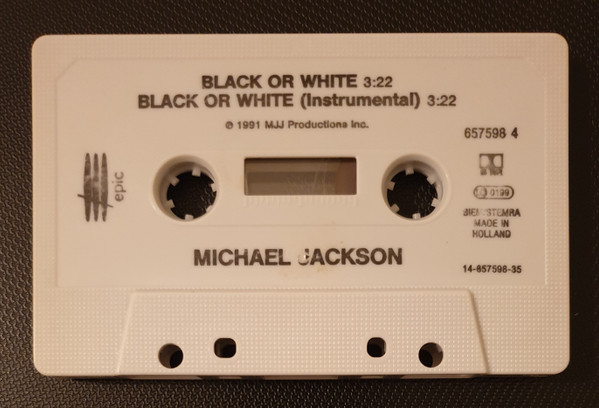 BLACK OR WHITE 3:22
BLACK OR WHITE (Instrumental) 3:22
℗ 1991 MJJ Productions Inc.
657598 4
epic
0199
BIEM/STEMRA
MADE IN
HOLLAND
MICHAEL JACKSON
14-657598-35